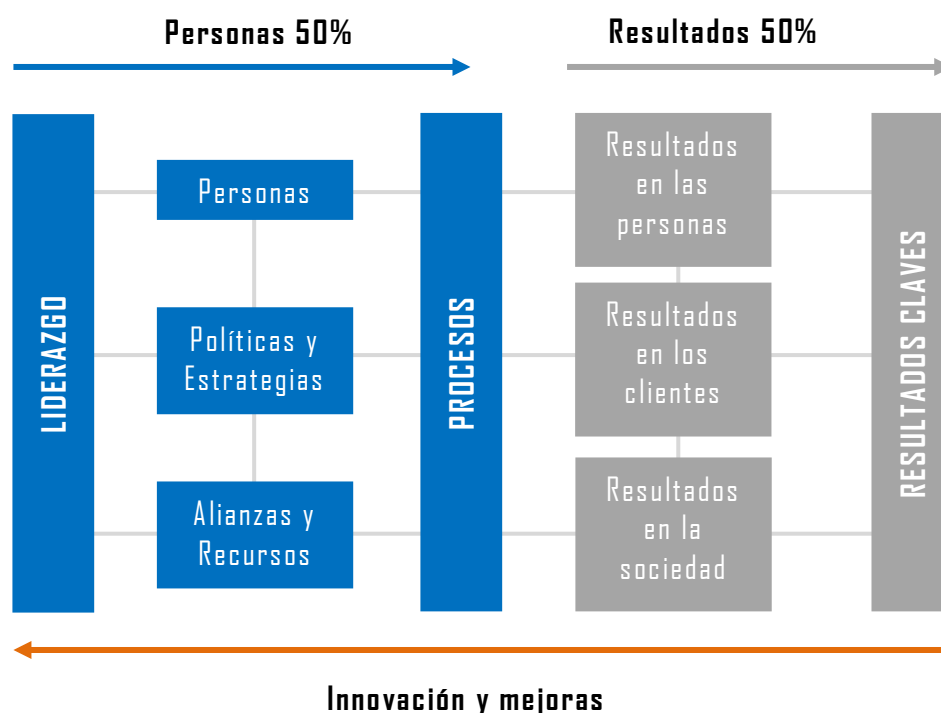 Personas 50%
Resultados 50%
LIDERAZGO
Personas
Políticas y
Estrategias
Alianzas y
Recursos
PROCESOS
Resultados
en las
personas
Resultados
en los
clientes
Resultados
en la
sociedad
RESULTADOS CLAVES
Innovación y mejoras